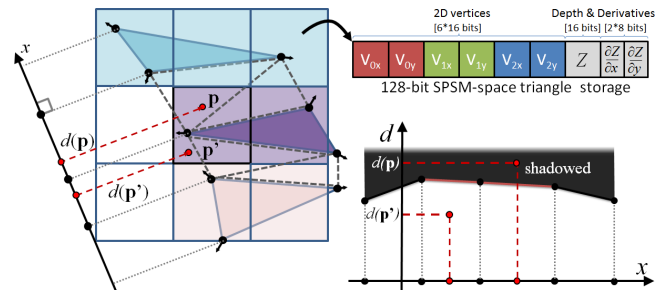 x
p
d(p)
p'
d(p')
2D vertices
[6*16 bits]
Depth & Derivatives
[16 bits] [2*8 bits]
V0x V0y V1x V1y V2x V2y Z ∂Z/∂x ∂Z/∂y
128-bit SPSM-space triangle storage
d
d(p)
shadowed
d(p')
x